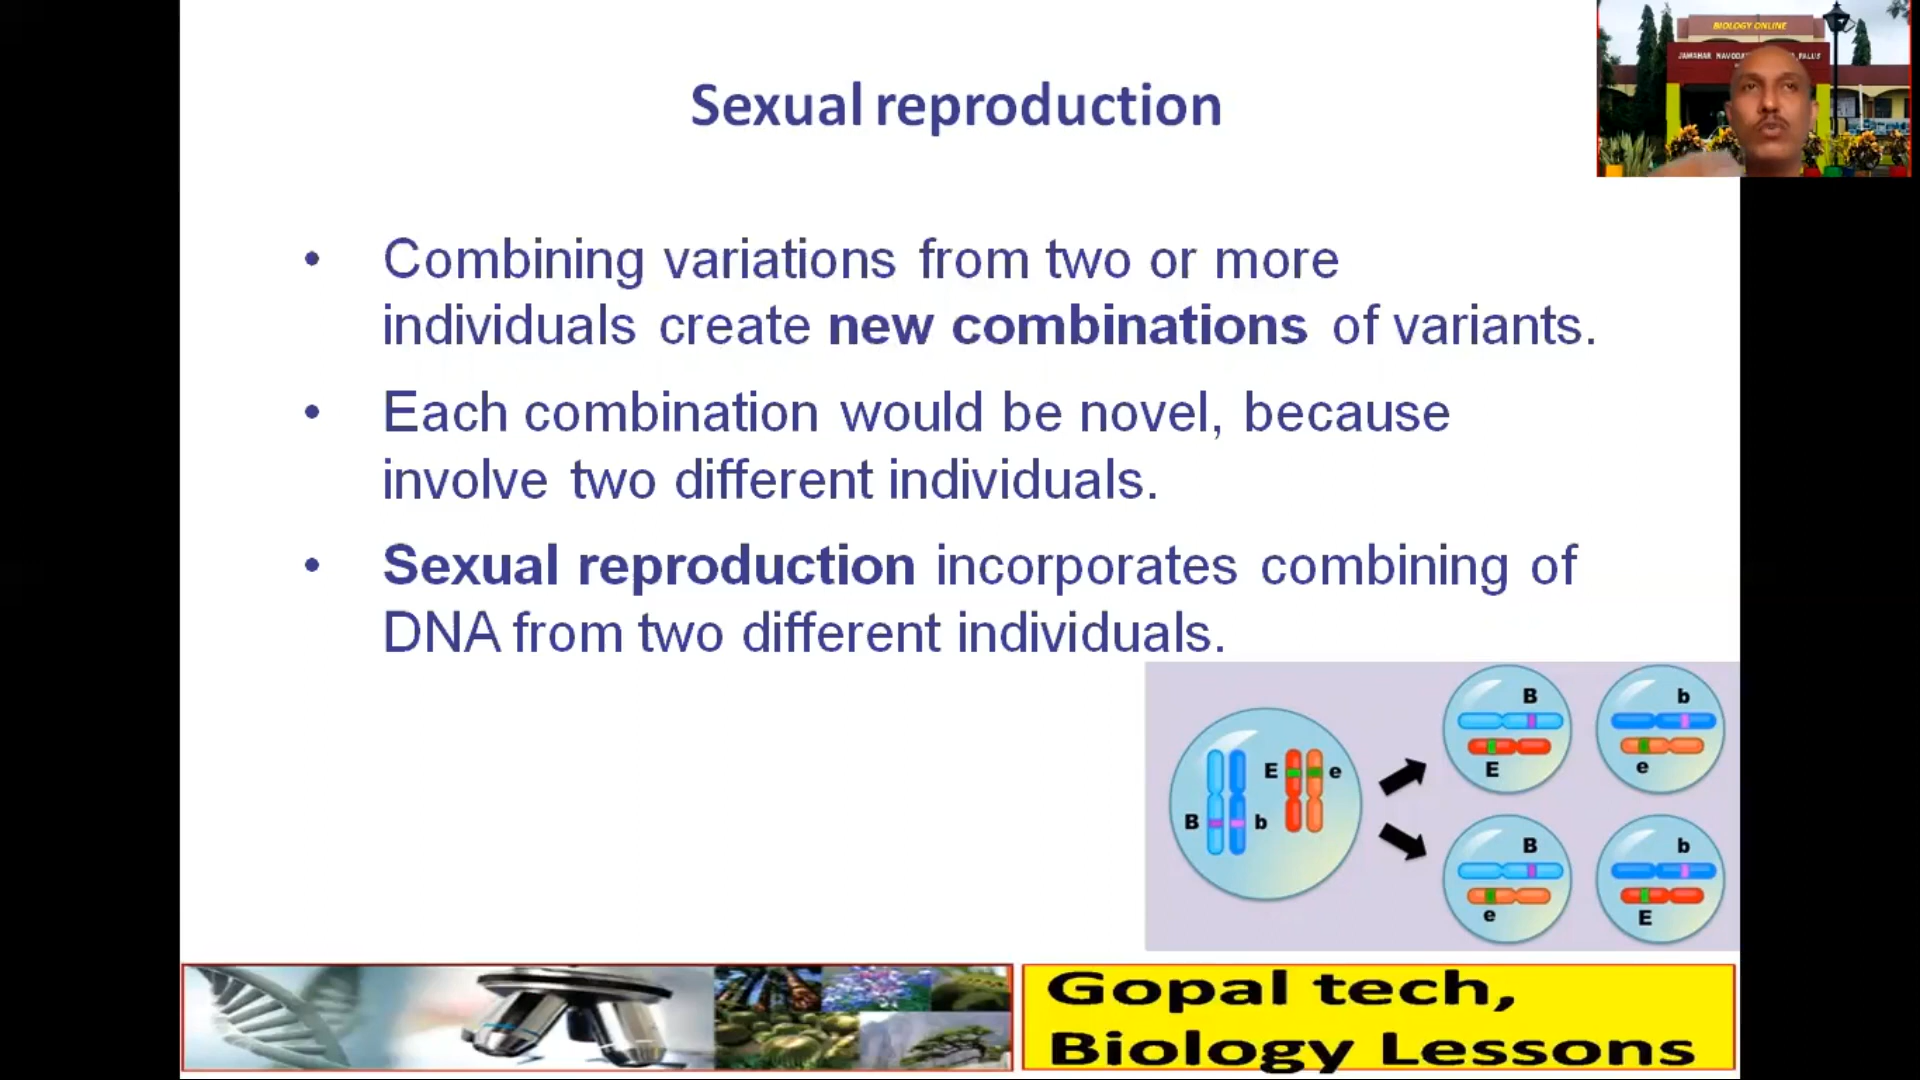 BIOLOGY ONLINE
JAWAHAR
Sexual reproduction
• Combining variations from two or more
individuals create new combinations of variants.
• Each combination would be novel, because
involve two different individuals.
• Sexual reproduction incorporates combining of
DNA from two different individuals.
B b
E e
B b
E e
B b
e E
Gopal tech,
Biology Lessons